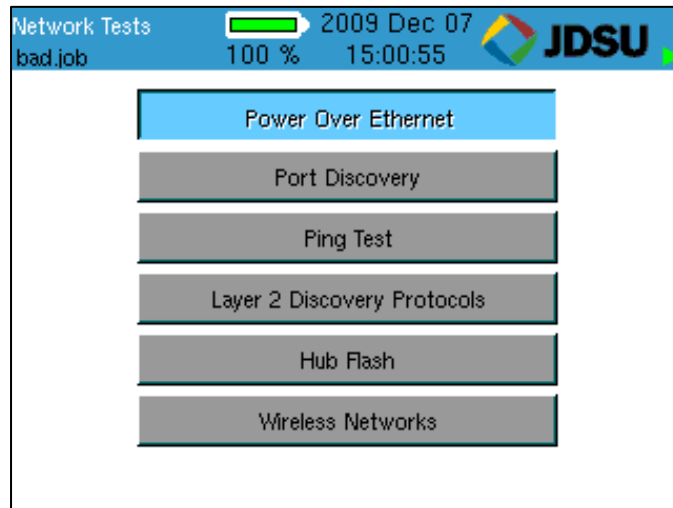 Network Tests
2009 Dec 07
JDSU
bad.job
100 %
15:00:55
Power Over Ethernet
Port Discovery
Ping Test
Layer 2 Discovery Protocols
Hub Flash
Wireless Networks